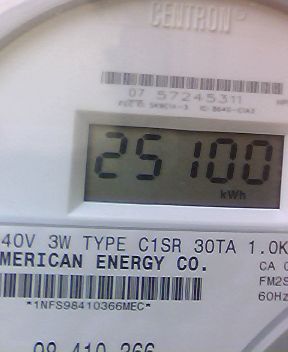 CENTRON
07 57245311
25100
kWh
40V 3W TYPE C1SR 30TA 1.0K
MERICAN ENERGY CO.
CA 0
FM2S
60Hz
*1NFS98410366MEC*
98 410 366